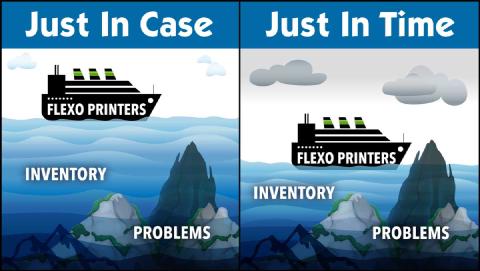 Just In Case
FLEXO PRINTERS
INVENTORY
PROBLEMS
Just In Time
FLEXO PRINTERS
INVENTORY
PROBLEMS